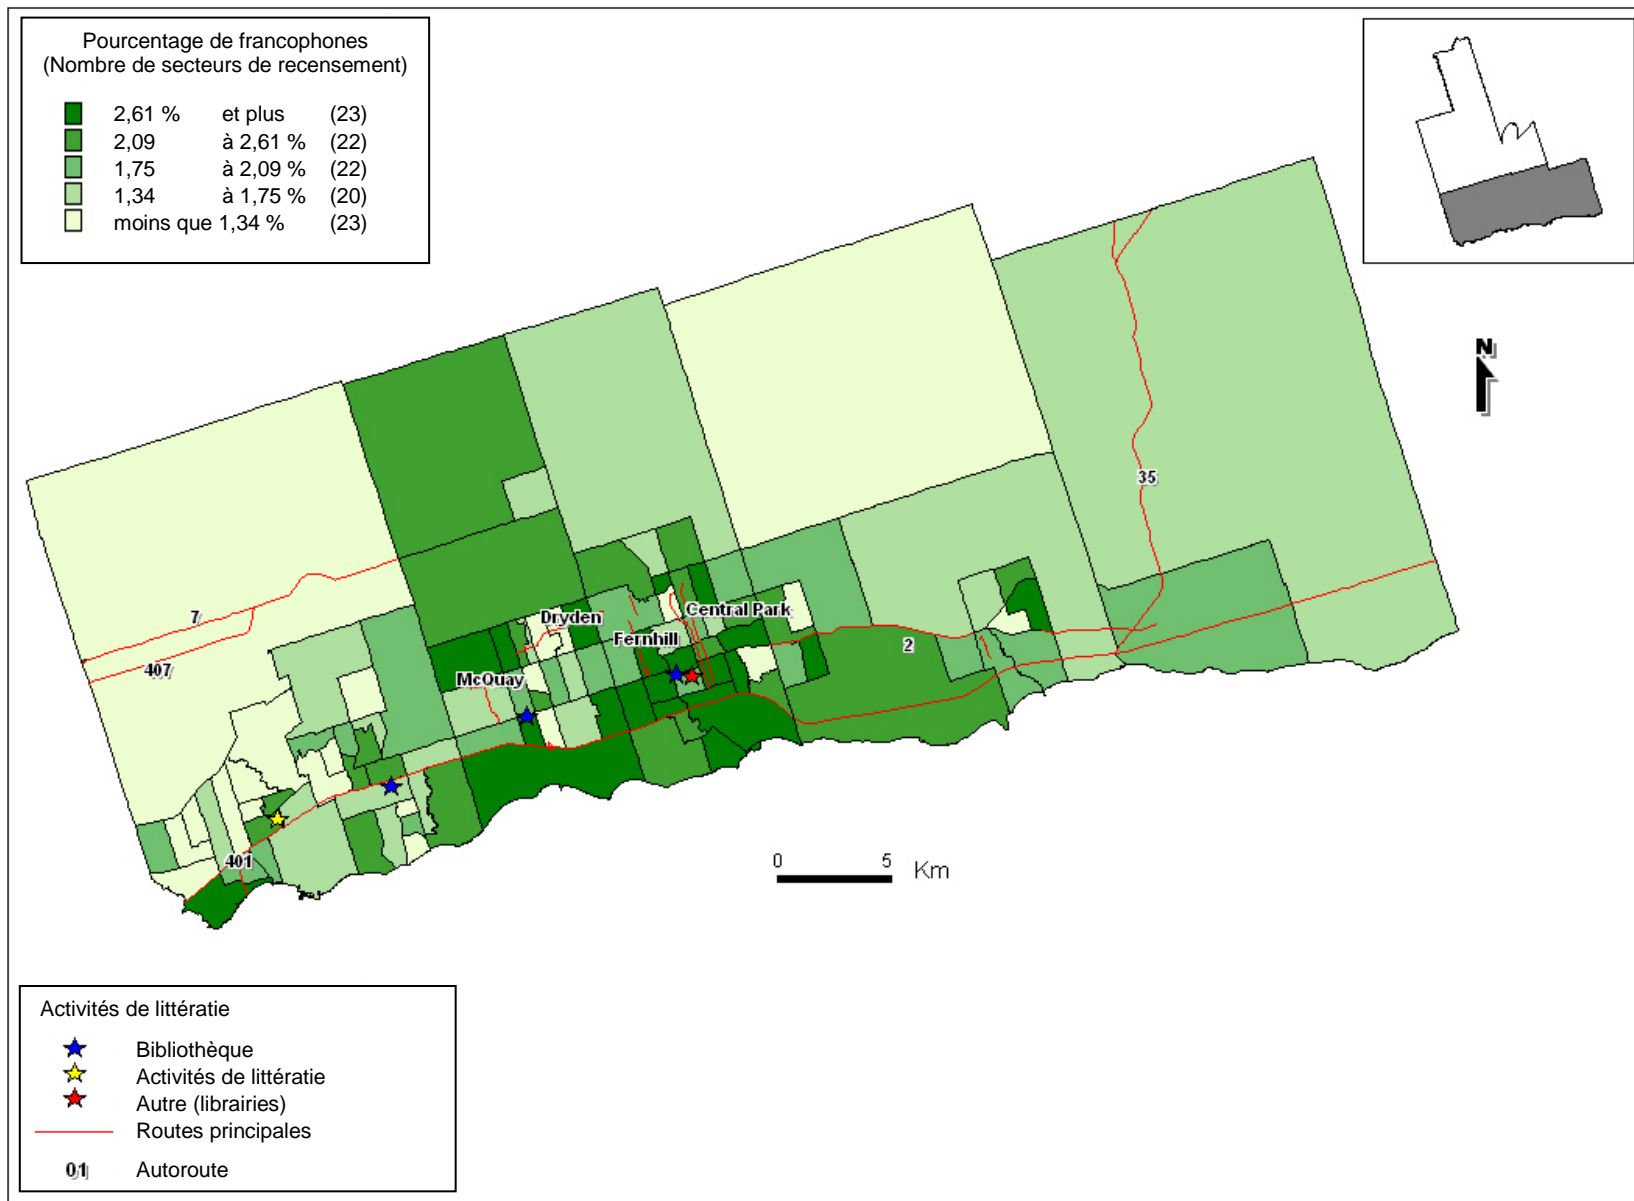 Pourcentage de francophones
(Nombre de secteurs de recensement)
2,61 % et plus (23)
2,09 à 2,61 % (22)
1,75 à 2,09 % (22)
1,34 à 1,75 % (20)
moins que 1,34 % (23)
N
35
7
407
Dryden
Central Park
Fernhill
2
McQuay
401
0 5 Km
Activités de littératie
Bibliothèque
Activités de littératie
Autre (librairies)
Routes principales
01 Autoroute